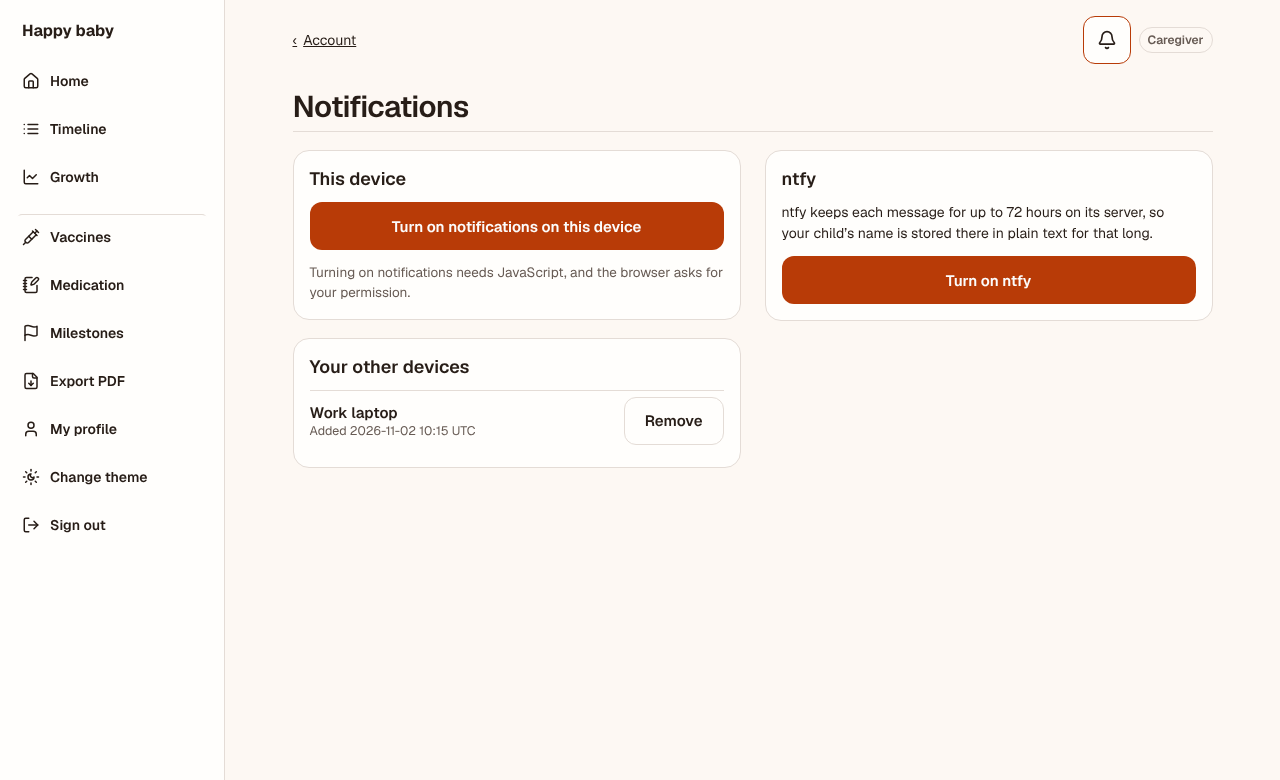 Happy baby
Home
Timeline
Growth
Vaccines
Medication
Milestones
Export PDF
My profile
Change theme
Sign out
‹ Account
Caregiver
Notifications
This device
Turn on notifications on this device
Turning on notifications needs JavaScript, and the browser asks for
your permission.
Your other devices
Work laptop
Added 2026-11-02 10:15 UTC
Remove
ntfy
ntfy keeps each message for up to 72 hours on its server, so
your child’s name is stored there in plain text for that long.
Turn on ntfy